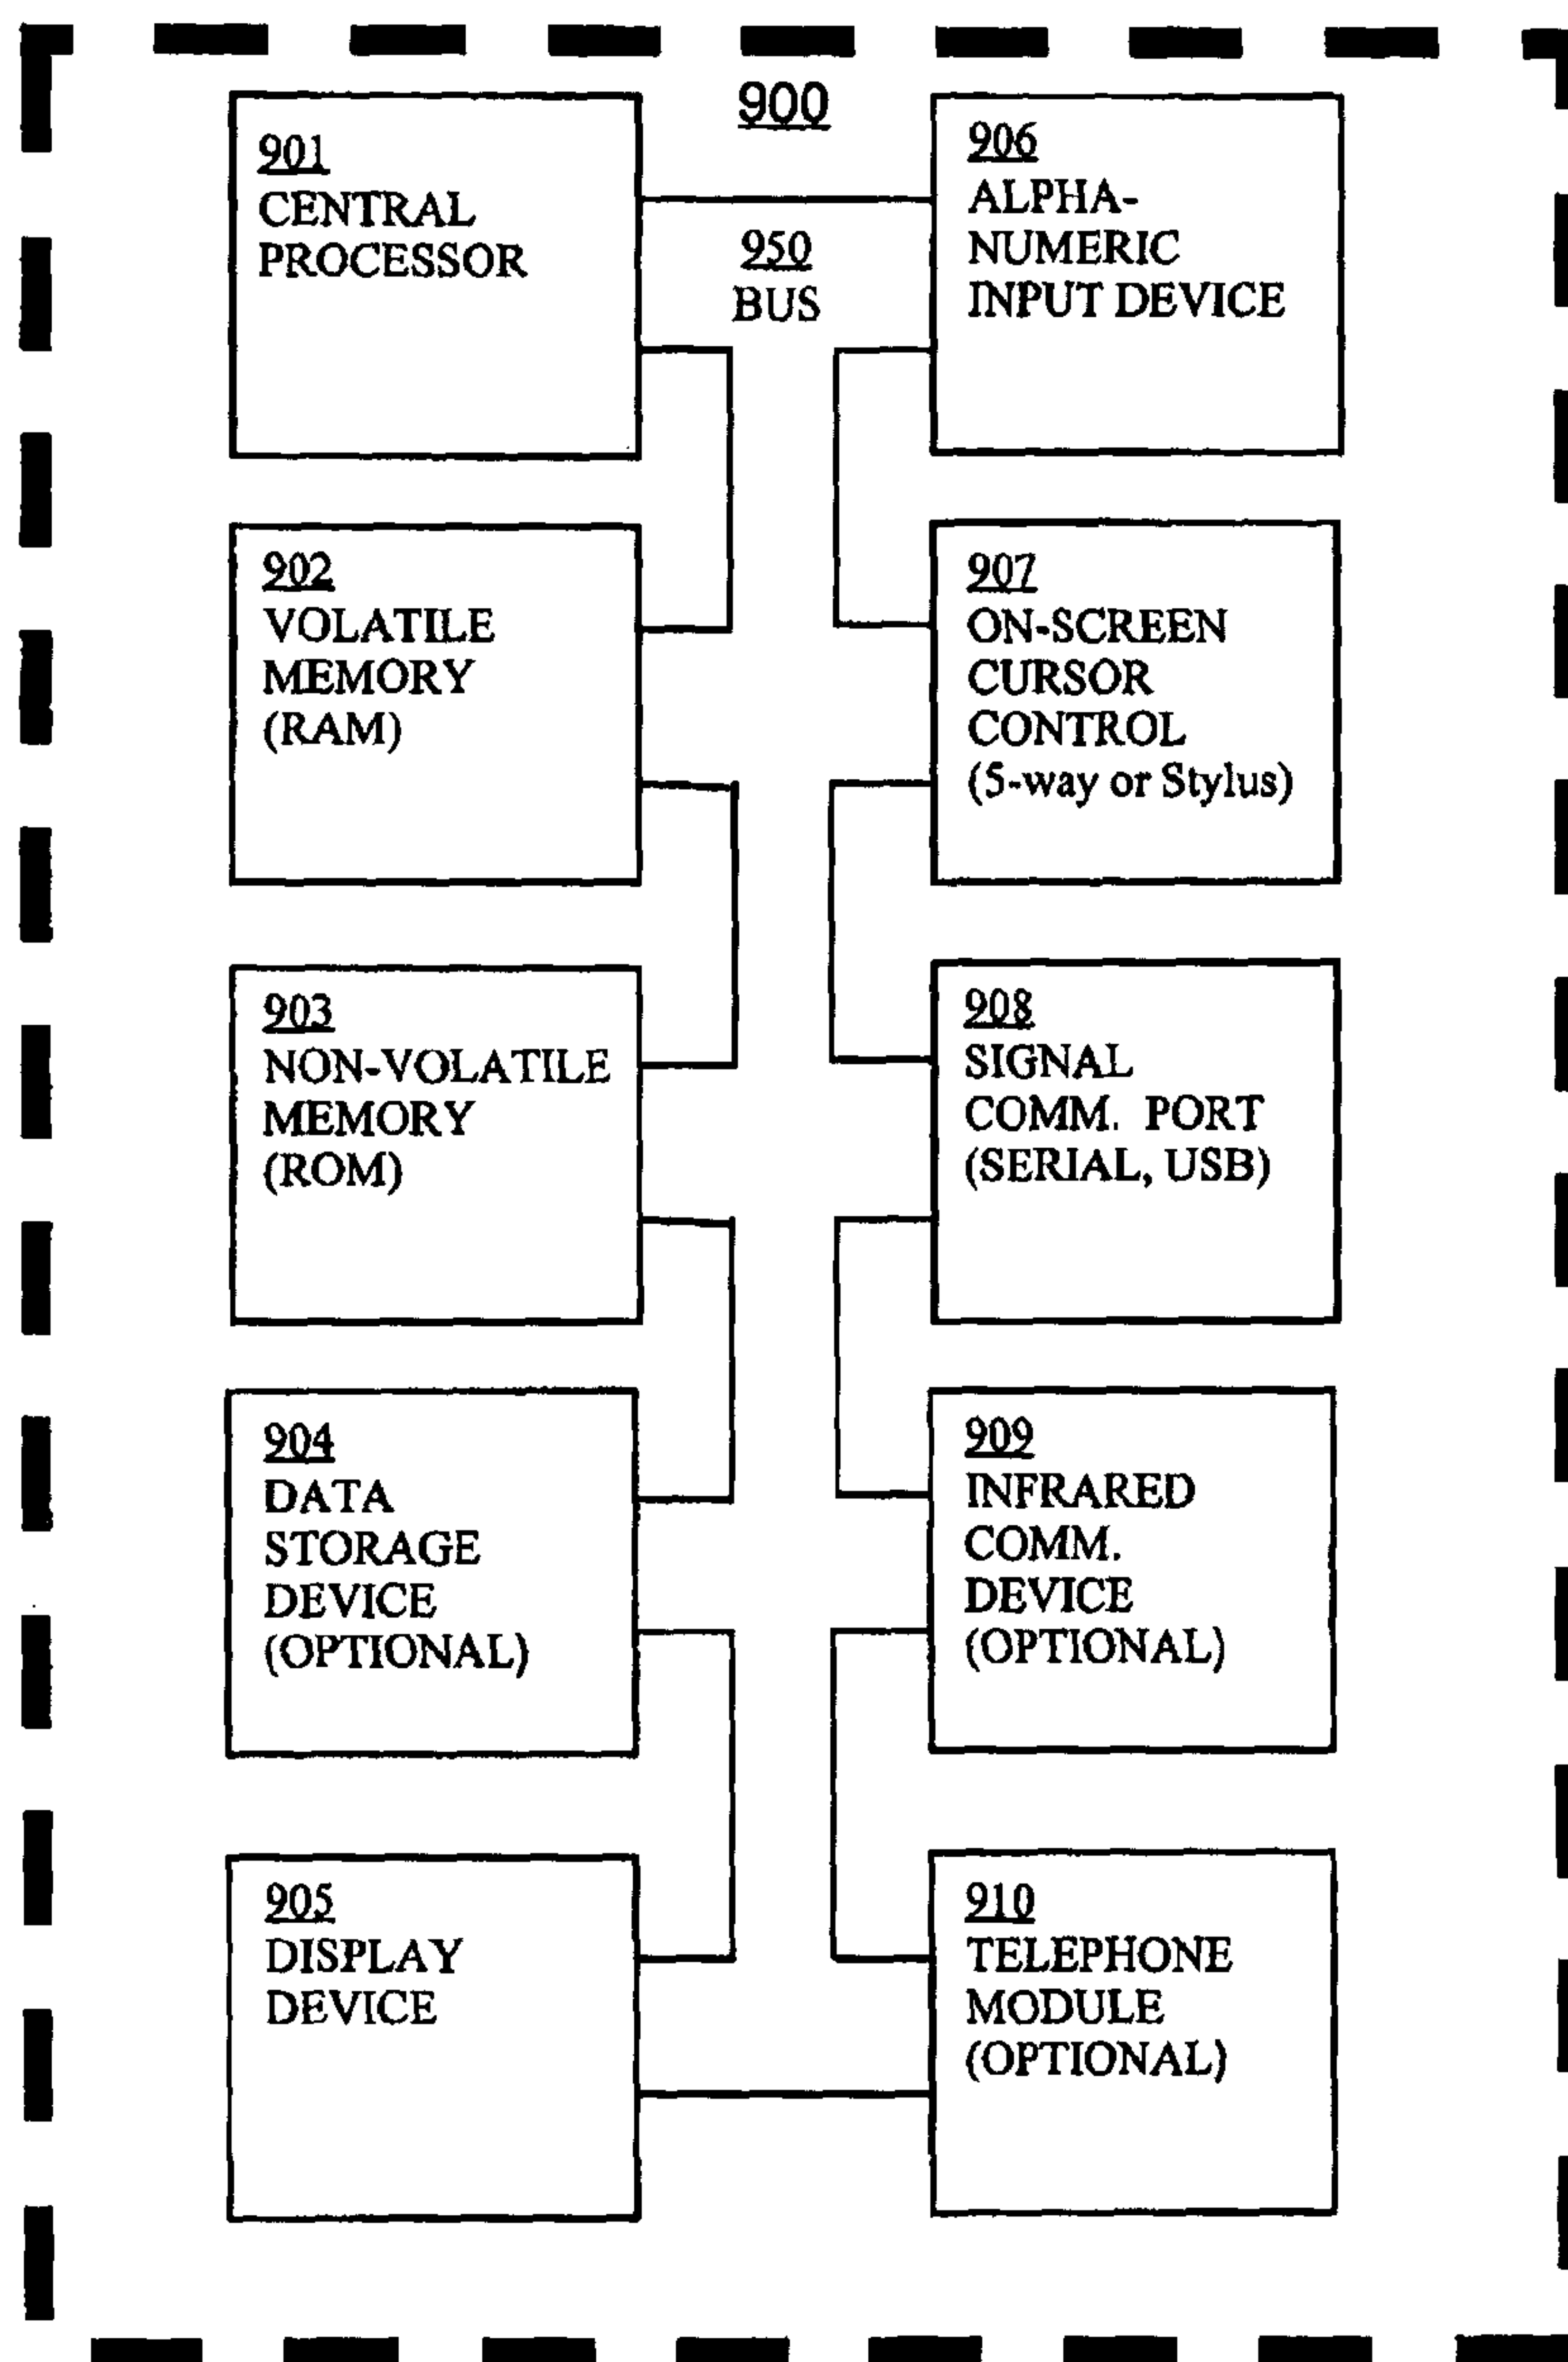 900
901
CENTRAL
PROCESSOR
950
BUS
906
ALPHA-
NUMERIC
INPUT DEVICE
902
VOLATILE
MEMORY
(RAM)
907
ON-SCREEN
CURSOR
CONTROL
(5-way or Stylus)
903
NON-VOLATILE
MEMORY
(ROM)
908
SIGNAL
COMM. PORT
(SERIAL, USB)
904
DATA
STORAGE
DEVICE
(OPTIONAL)
909
INFRARED
COMM.
DEVICE
(OPTIONAL)
905
DISPLAY
DEVICE
910
TELEPHONE
MODULE
(OPTIONAL)